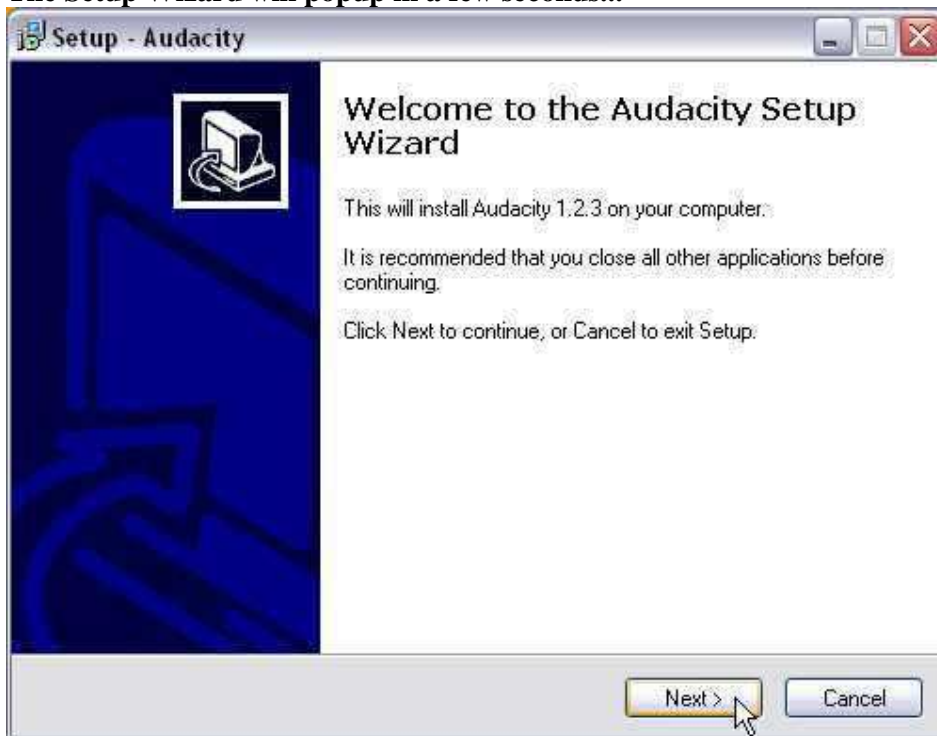 The Setup Wizard will popup in a few seconds...
Setup - Audacity
Welcome to the Audacity Setup
Wizard
This will install Audacity 1.2.3 on your computer.
It is recommended that you close all other applications before
continuing.
Click Next to continue, or Cancel to exit Setup.
Next >
Cancel